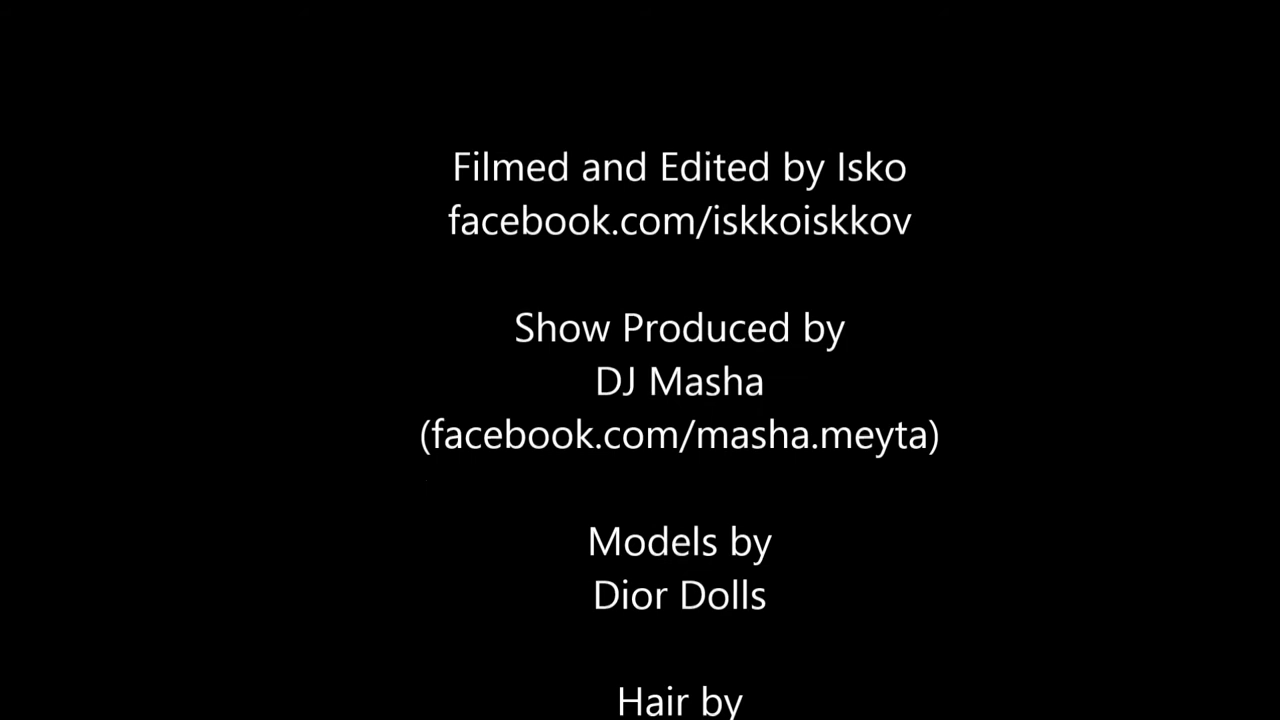 Filmed and Edited by Isko
facebook.com/iskkoiskkov
Show Produced by
DJ Masha
(facebook.com/masha.meyta)
Models by
Dior Dolls
Hair by